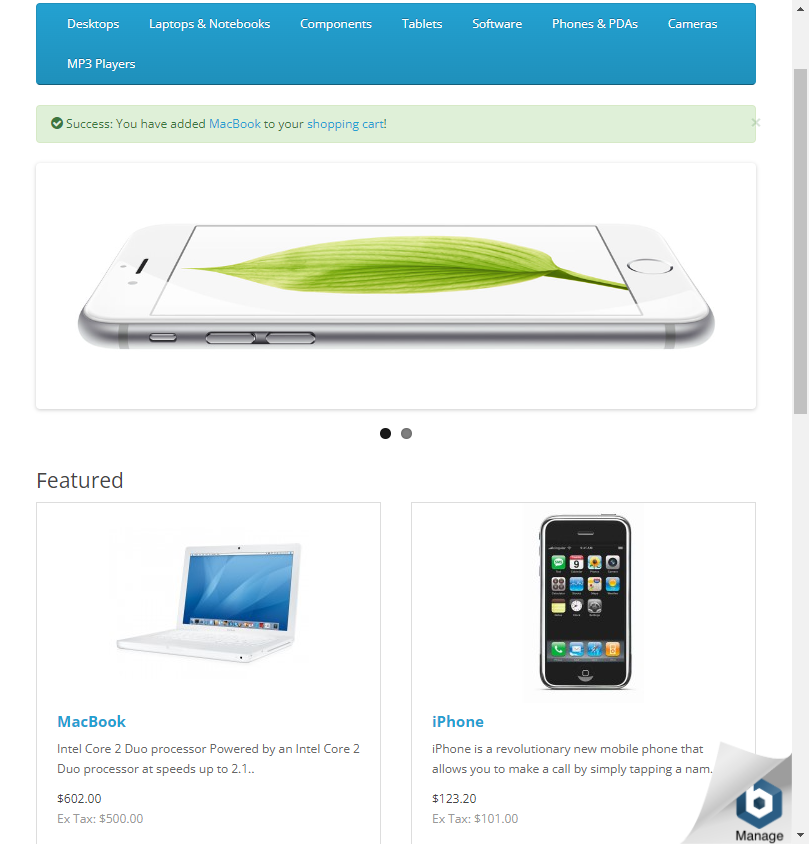 Desktops Laptops & Notebooks Components Tablets Software Phones & PDAs Cameras
MP3 Players
Success: You have added MacBook to your shopping cart!
×
Featured
MacBook
Intel Core 2 Duo processor Powered by an Intel Core 2
Duo processor at speeds up to 2.1..
$602.00
Ex Tax: $500.00
iPhone
iPhone is a revolutionary new mobile phone that
allows you to make a call by simply tapping a nam.
$123.20
Ex Tax: $101.00
Manage